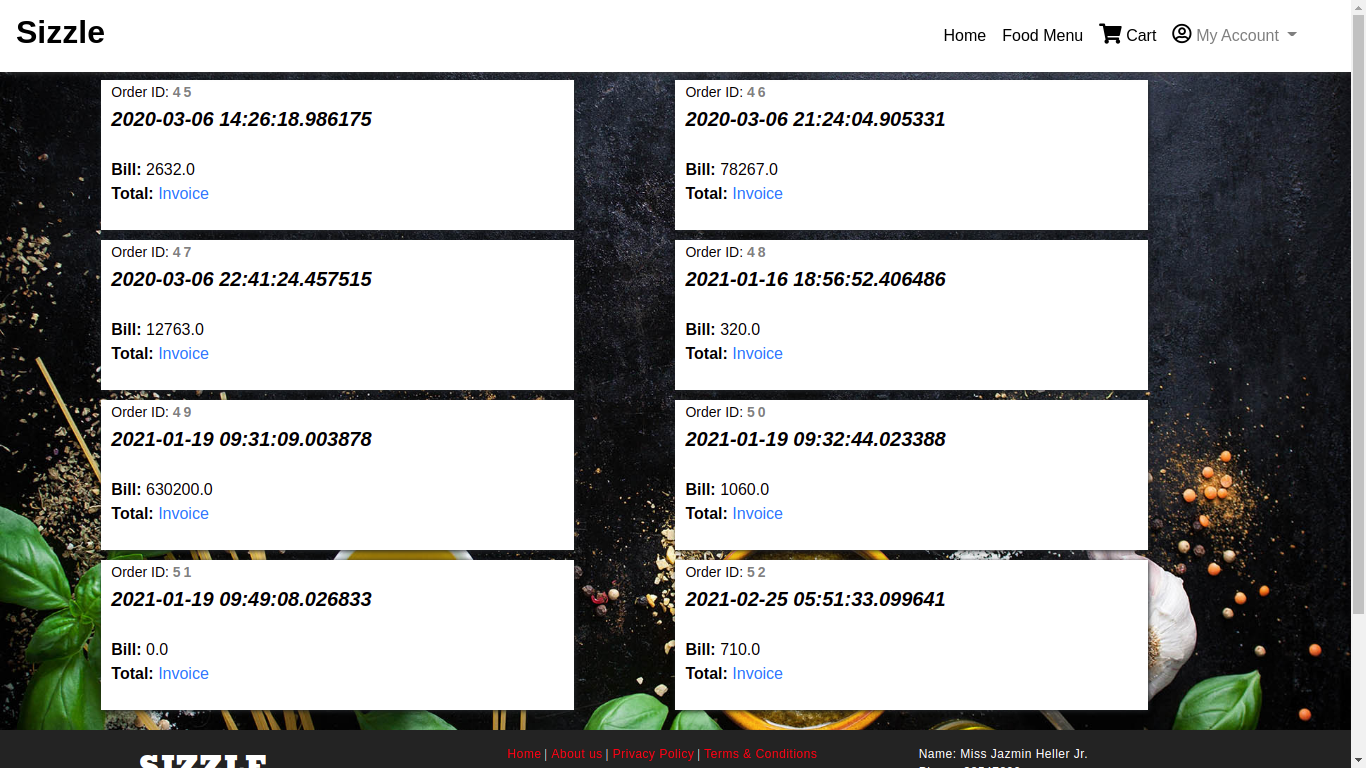 Sizzle
Home Food Menu Cart My Account
Order ID: 45
2020-03-06 14:26:18.986175
Bill: 2632.0
Total: Invoice
Order ID: 46
2020-03-06 21:24:04.905331
Bill: 78267.0
Total: Invoice
Order ID: 47
2020-03-06 22:41:24.457515
Bill: 12763.0
Total: Invoice
Order ID: 48
2021-01-16 18:56:52.406486
Bill: 320.0
Total: Invoice
Order ID: 49
2021-01-19 09:31:09.003878
Bill: 630200.0
Total: Invoice
Order ID: 50
2021-01-19 09:32:44.023388
Bill: 1060.0
Total: Invoice
Order ID: 51
2021-01-19 09:49:08.026833
Bill: 0.0
Total: Invoice
Order ID: 52
2021-02-25 05:51:33.099641
Bill: 710.0
Total: Invoice
SIZZLE
Home | About us | Privacy Policy | Terms & Conditions
Name: Miss Jazmin Heller Jr.